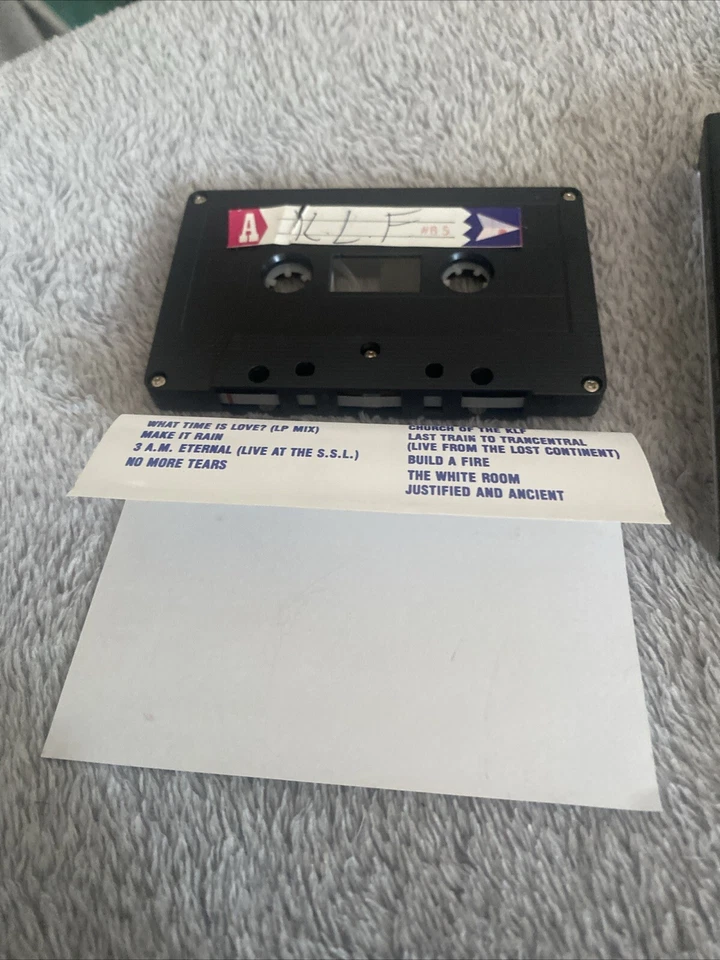 A KLF
WHAT TIME IS LOVE? (LP MIX)
MAKE IT RAIN
3 A.M. ETERNAL (LIVE AT THE S.S.L.)
NO MORE TEARS
CHURCH OF THE KLF
LAST TRAIN TO TRANCENTRAL
(LIVE FROM THE LOST CONTINENT)
BUILD A FIRE
THE WHITE ROOM
JUSTIFIED AND ANCIENT